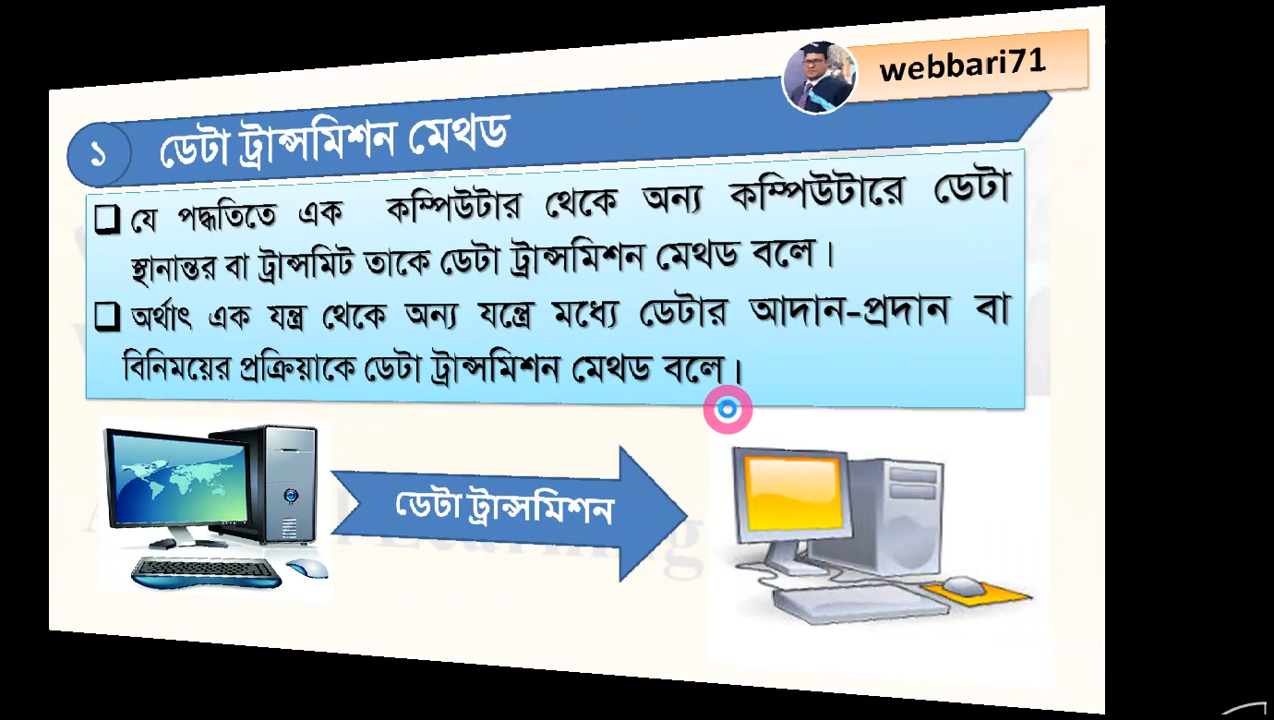 webbari71
১ ডেটা ট্রান্সমিশন মেথড
যে পদ্ধতিতে এক কম্পিউটার থেকে অন্য কম্পিউটারে ডেটা
স্থানান্তর বা ট্রান্সমিট তাকে ডেটা ট্রান্সমিশন মেথড বলে।
অর্থাৎ এক যন্ত্র থেকে অন্য যন্ত্রে মধ্যে ডেটার আদান-প্রদান বা
বিনিময়ের প্রক্রিয়াকে ডেটা ট্রান্সমিশন মেথড বলে।
ডেটা ট্রান্সমিশন